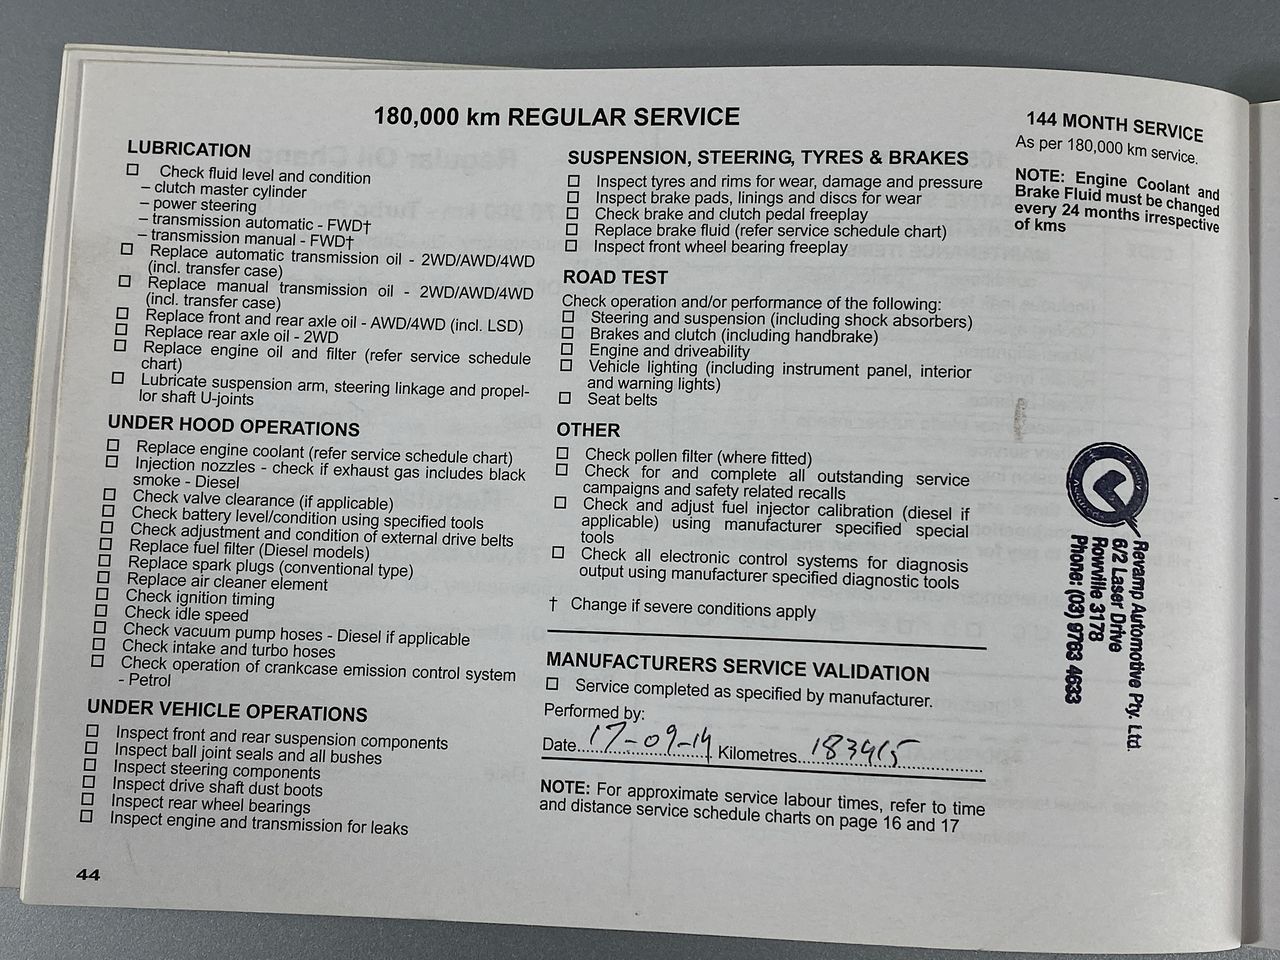 180,000 km REGULAR SERVICE
LUBRICATION
Check fluid level and condition
– clutch master cylinder
– power steering
– transmission automatic - FWD†
– transmission manual - FWD†
Replace automatic transmission oil - 2WD/AWD/4WD
(incl. transfer case)
Replace manual transmission oil - 2WD/AWD/4WD
(incl. transfer case)
Replace front and rear axle oil - AWD/4WD (incl. LSD)
Replace rear axle oil - 2WD
Replace engine oil and filter (refer service schedule
chart)
Lubricate suspension arm, steering linkage and propel-
lor shaft U-joints
UNDER HOOD OPERATIONS
Replace engine coolant (refer service schedule chart)
Injection nozzles - check if exhaust gas includes black
smoke - Diesel
Check valve clearance (if applicable)
Check battery level/condition using specified tools
Check adjustment and condition of external drive belts
Replace fuel filter (Diesel models)
Replace spark plugs (conventional type)
Replace air cleaner element
Check ignition timing
Check idle speed
Check vacuum pump hoses - Diesel if applicable
Check intake and turbo hoses
Check operation of crankcase emission control system
- Petrol
UNDER VEHICLE OPERATIONS
Inspect front and rear suspension components
Inspect ball joint seals and all bushes
Inspect steering components
Inspect drive shaft dust boots
Inspect rear wheel bearings
Inspect engine and transmission for leaks
44
SUSPENSION, STEERING, TYRES & BRAKES
Inspect tyres and rims for wear, damage and pressure
Inspect brake pads, linings and discs for wear
Check brake and clutch pedal freeplay
Replace brake fluid (refer service schedule chart)
Inspect front wheel bearing freeplay
ROAD TEST
Check operation and/or performance of the following:
Steering and suspension (including shock absorbers)
Brakes and clutch (including handbrake)
Engine and driveability
Vehicle lighting (including instrument panel, interior
and warning lights)
Seat belts
OTHER
Check pollen filter (where fitted)
Check for and complete all outstanding service
campaigns and safety related recalls
Check and adjust fuel injector calibration (diesel if
applicable) using manufacturer specified special
tools
Check all electronic control systems for diagnosis
output using manufacturer specified diagnostic tools
† Change if severe conditions apply
MANUFACTURERS SERVICE VALIDATION
Service completed as specified by manufacturer.
Performed by:
Date 17-09-14 Kilometres 183915
NOTE: For approximate service labour times, refer to time
and distance service schedule charts on page 16 and 17
144 MONTH SERVICE
As per 180,000 km service.
NOTE: Engine Coolant and
Brake Fluid must be changed
every 24 months irrespective
of kms
Revamp Automotive Pty. Ltd.
6/2 Laser Drive
Rowville 3178
Phone: (03) 9763 4633